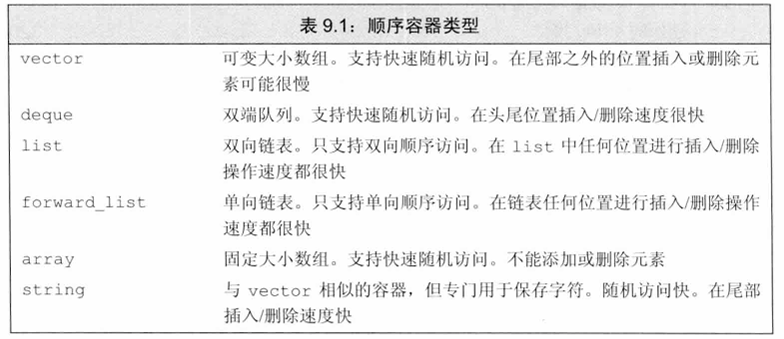 表 9.1：顺序容器类型
vector 可变大小数组。支持快速随机访问。在尾部之外的位置插入或删除元
素可能很慢
deque 双端队列。支持快速随机访问。在头尾位置插入/删除速度很快
list 双向链表。只支持双向顺序访问。在 list 中任何位置进行插入/删除
操作速度都很快
forward_list 单向链表。只支持单向顺序访问。在链表任何位置进行插入/删除操作
速度都很快
array 固定大小数组。支持快速随机访问。不能添加或删除元素
string 与 vector 相似的容器，但专门用于保存字符。随机访问快。在尾部
插入/删除速度快